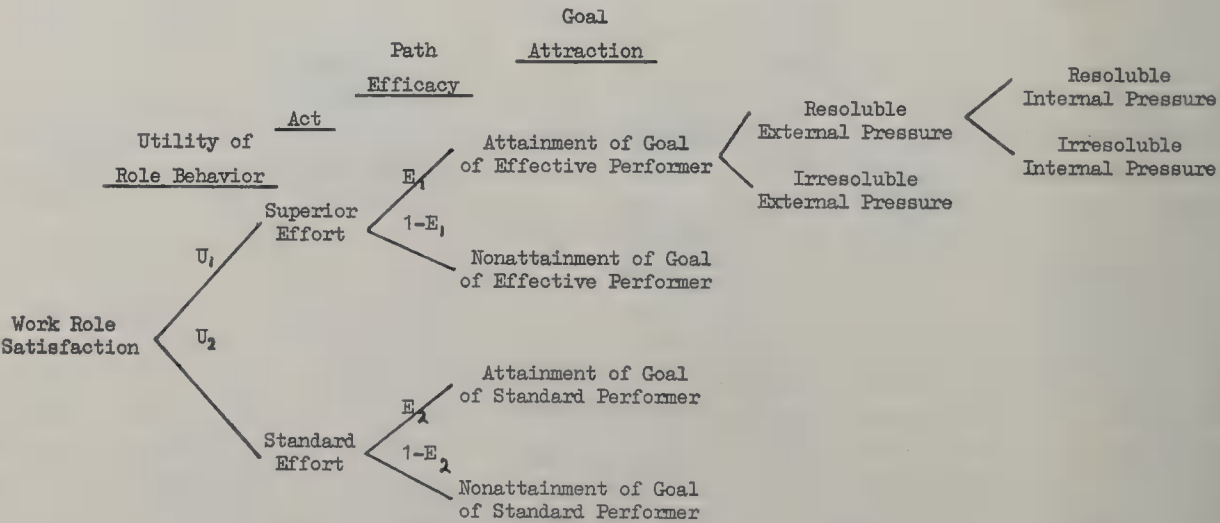 Goal
Attraction
Path
Efficacy
Act
Utility of
Role Behavior
Resoluble
Internal Pressure
Resoluble
External Pressure
Attainment of Goal
of Effective Performer
Irresoluble
Internal Pressure
E₁
Irresoluble
External Pressure
Superior
Effort
1-E₁
Nonattainment of Goal
of Effective Performer
U₁
Work Role
Satisfaction
U₂
Attainment of Goal
of Standard Performer
E₂
Standard
Effort
1-E₂
Nonattainment of Goal
of Standard Performer